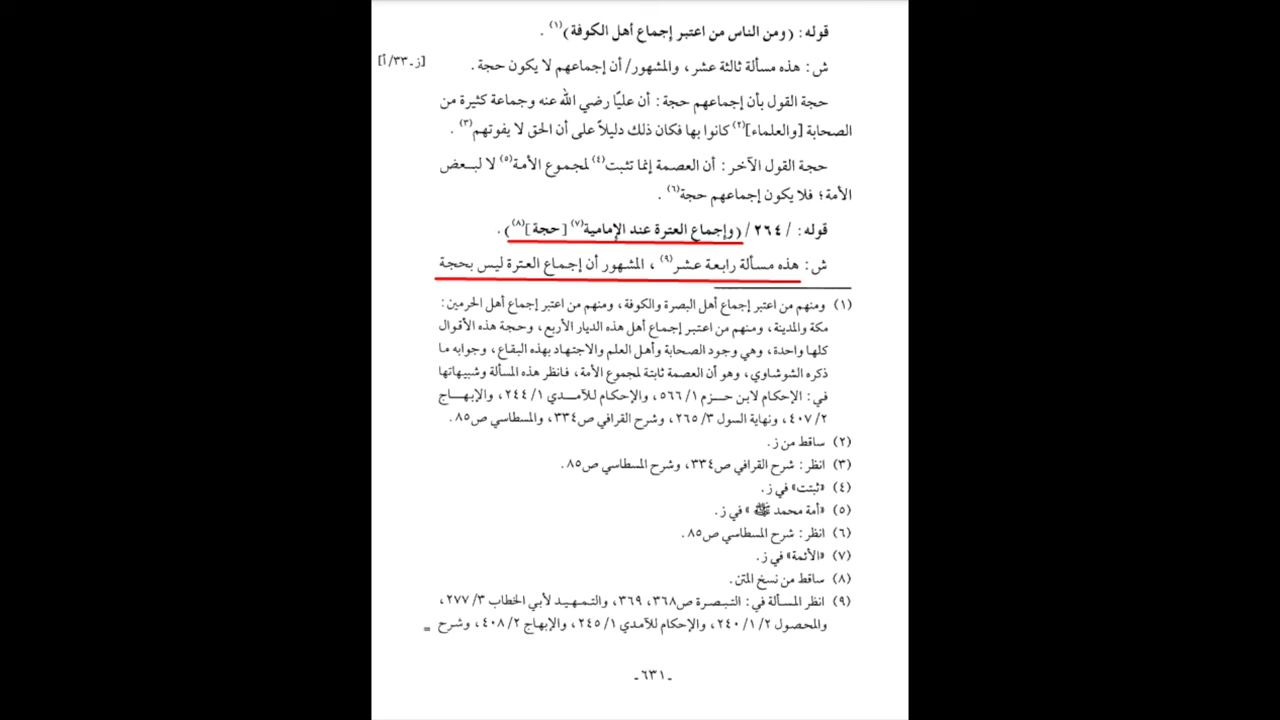 قوله : (ومن الناس من اعتبر إجماع أهل الكوفة)(١) .
ش : هذه مسألة ثالثة عشر ، والمشهور/ أن إجماعهم لا يكون حجة . [ز ـ ٣٣/ أ]
حجة القول بأن إجماعهم حجة : أن عليًا رضي الله عنه وجماعة كثيرة من
الصحابة [والعلماء](٢) كانوا بها فكان ذلك دليلاً على أن الحق لا يفوتهم(٣) .
حجة القول الآخر : أن العصمة إنما تثبت(٤) لمجموع الأمة(٥) لا لبعض
الأمة ؛ فلا يكون إجماعهم حجة(٦) .
قوله : / ٢٦٤ / (وإجماع العترة عند الإمامية(٧) [حجة](٨)) .
ش : هذه مسألة رابعة عشر(٩) ، المشهور أن إجماع العترة ليس بحجة
(١) ومنهم من اعتبر إجماع أهل البصرة والكوفة، ومنهم من اعتبر إجماع أهل الحرمين :
مكة والمدينة، ومنهم من اعتبر إجماع أهل هذه الديار الأربع، وحجة هذه الأقوال
كلها واحدة، وهي وجود الصحابة وأهل العلم والاجتهاد بهذه البقاع، وجوابه ما
ذكره الشوشاوي، وهو أن العصمة ثابتة لمجموع الأمة، فانظر هذه المسألة وشبيهاتها
في : الإحكام لابن حزم ١/ ٥٦٦، والإحكام للآمدي ١/ ٢٤٤، والإبهاج
٢/ ٤٠٧، ونهاية السول ٣/ ٢٦٥، وشرح القرافي ص٣٣٤، والمسطاسي ص٨٥.
(٢) ساقط من ز.
(٣) انظر : شرح القرافي ص٣٣٤، وشرح المسطاسي ص٨٥.
(٤) «ثبتت» في ز.
(٥) «أمة محمد ﷺ» في ز.
(٦) انظر : شرح المسطاسي ص٨٥.
(٧) «الأئمة» في ز.
(٨) ساقط من نسخ المتن.
(٩) انظر المسألة في : التبصرة ص٣٦٨، ٣٦٩، والتمهيد لأبي الخطاب ٣/ ٢٧٧،
والمحصول ٢/ ١/ ٢٤٠، والإحكام للآمدي ١/ ٢٤٥، والإبهاج ٢/ ٤٠٨، وشرح =
ـ ٦٣١ ـ